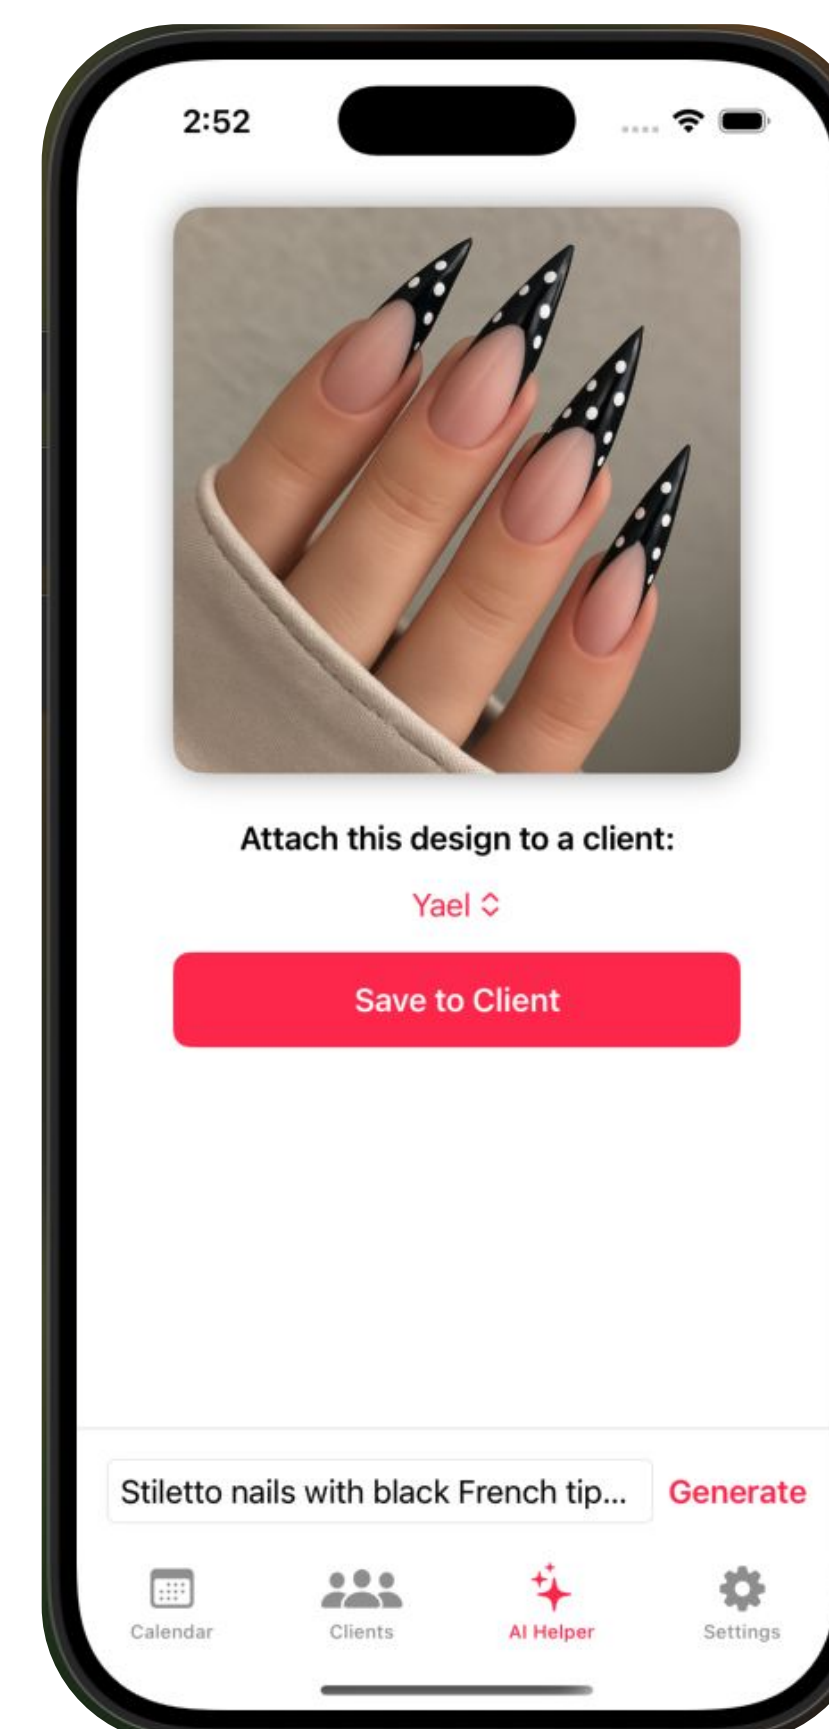 2:52
Attach this design to a client:
Yael
Save to Client
Stiletto nails with black French tip...
Generate
Calendar
Clients
AI Helper
Settings